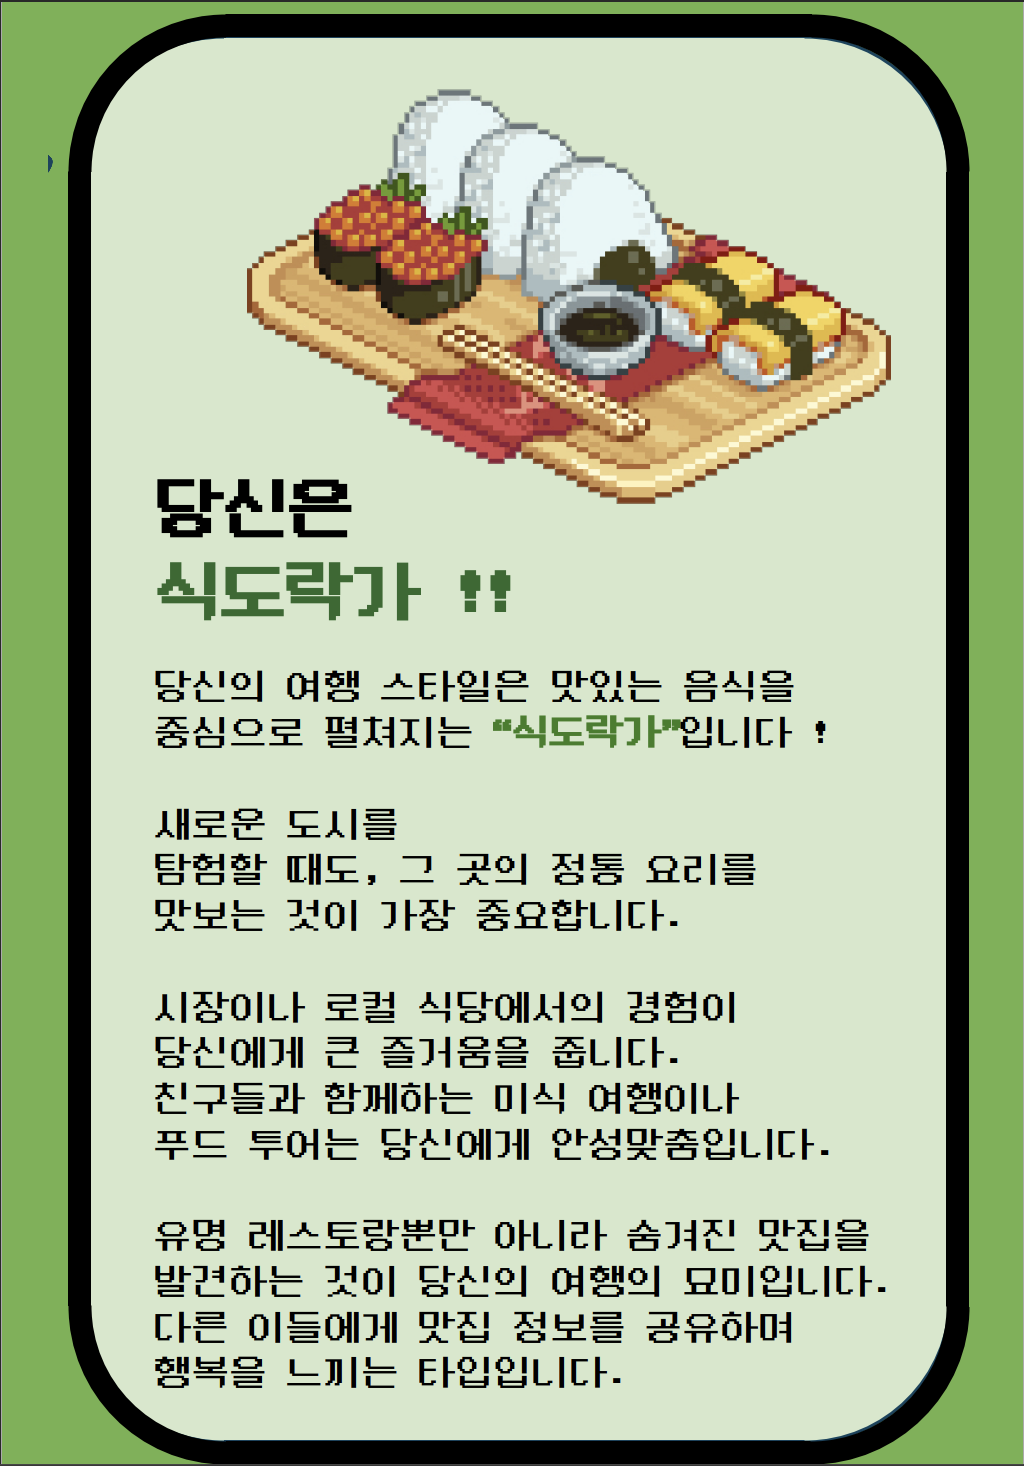 당신은
식도락가 !!
당신의 여행 스타일은 맛있는 음식을
중심으로 펼쳐지는 “식도락가”입니다 !
새로운 도시를
탐험할 때도, 그 곳의 정통 요리를
맛보는 것이 가장 중요합니다.
시장이나 로컬 식당에서의 경험이
당신에게 큰 즐거움을 줍니다.
친구들과 함께하는 미식 여행이나
푸드 투어는 당신에게 안성맞춤입니다.
유명 레스토랑뿐만 아니라 숨겨진 맛집을
발견하는 것이 당신의 여행의 묘미입니다.
다른 이들에게 맛집 정보를 공유하며
행복을 느끼는 타입입니다.